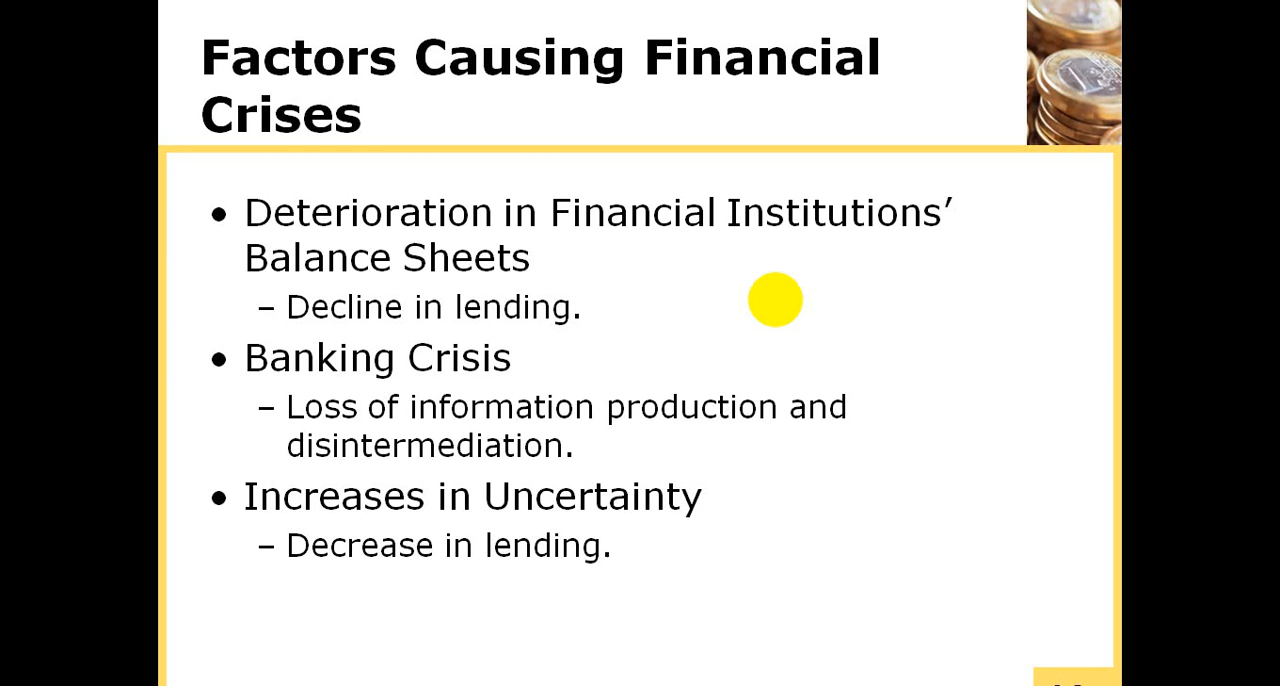 Factors Causing Financial
Crises
• Deterioration in Financial Institutions’
Balance Sheets
– Decline in lending.
• Banking Crisis
– Loss of information production and
disintermediation.
• Increases in Uncertainty
– Decrease in lending.